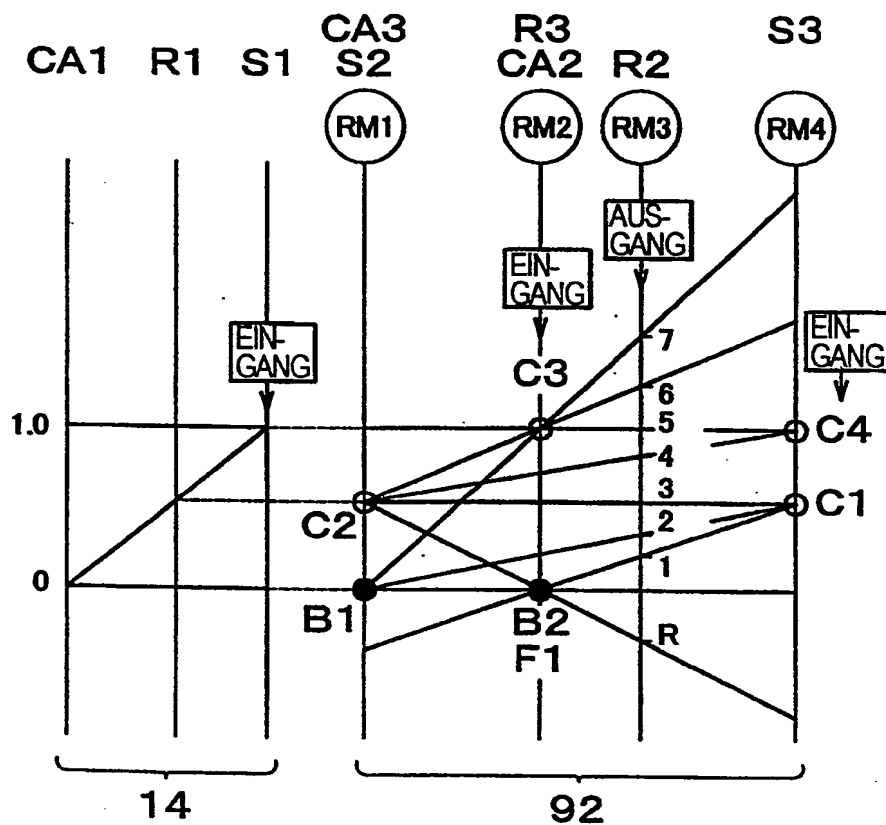 CA3 R3 S3
CA1 R1 S1 S2 CA2 R2
RM1 RM2 RM3 RM4
AUS-
GANG
EIN-
GANG
EIN-
GANG
EIN-
GANG
7
C3
6
1.0
5
C4
4
3
C1
C2
2
1
0
B1
B2
R
F1
14
92